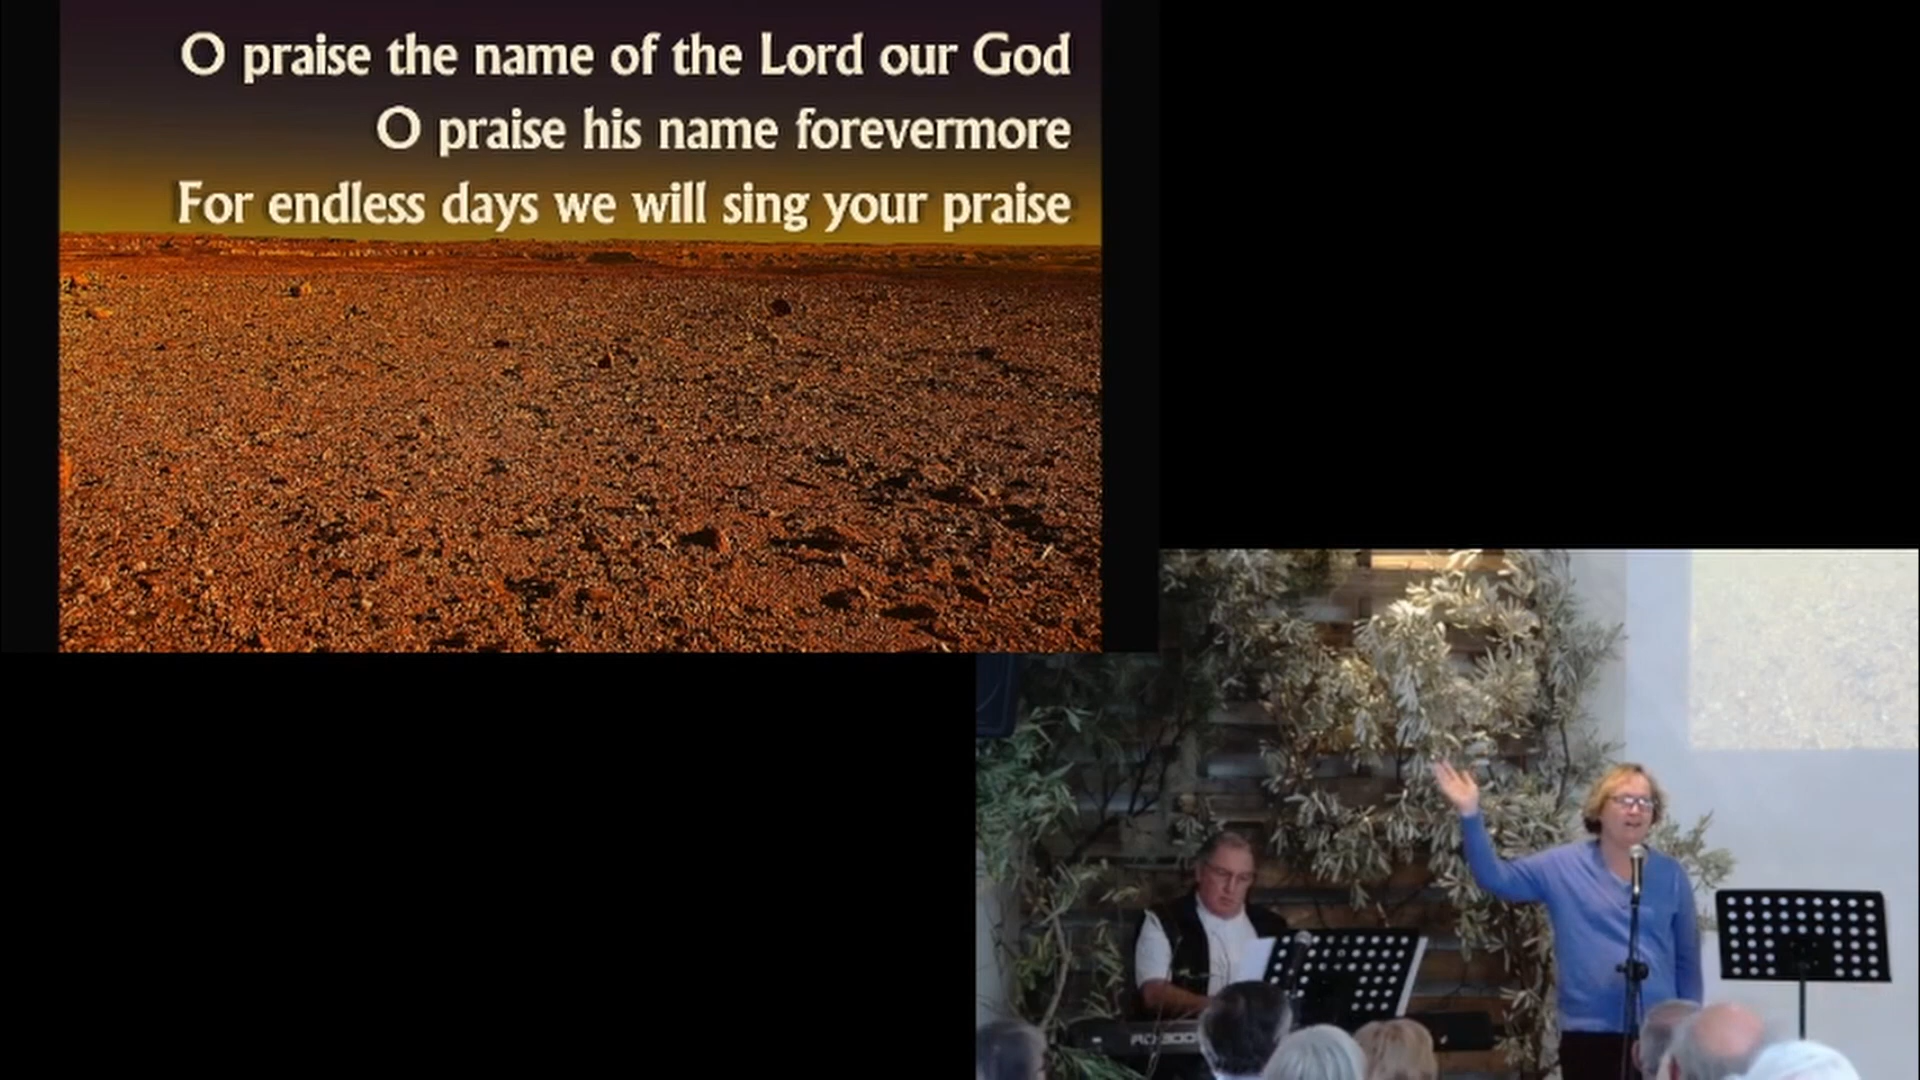 O praise the name of the Lord our God
O praise his name forevermore
For endless days we will sing your praise